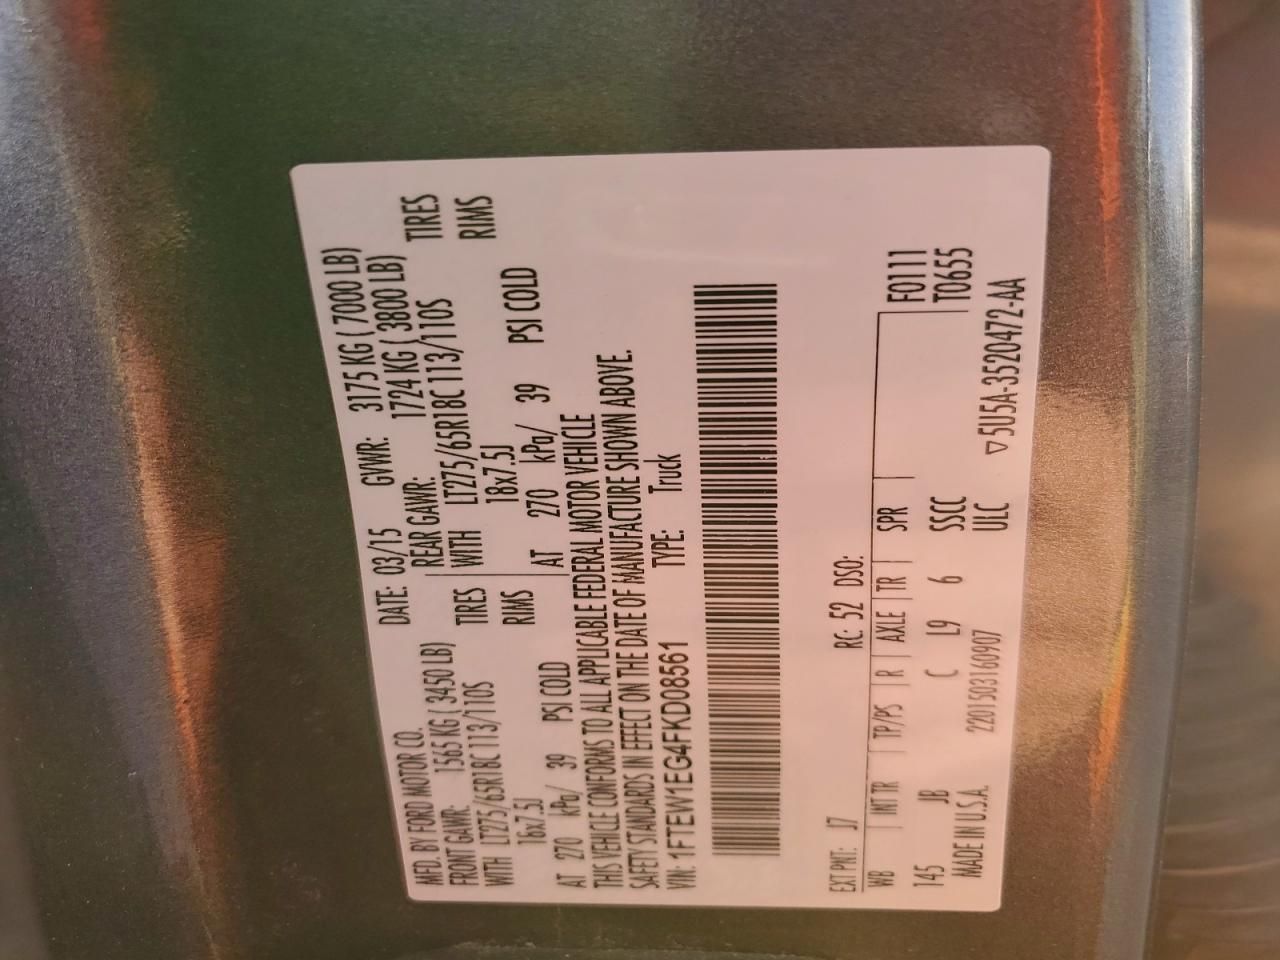 MFD. BY FORD MOTOR CO. DATE: 03/15 GVWR: 3175 KG ( 7000 LB)
FRONT GAWR: 1565 KG ( 3450 LB) REAR GAWR: 1724 KG ( 3800 LB)
WITH LT275/65R18C 113/110S TIRES WITH LT275/65R18C 113/110S TIRES
16x7.5J RIMS 18x7.5J RIMS
AT 270 kPa/ 39 PSI COLD AT 270 kPa/ 39 PSI COLD
THIS VEHICLE CONFORMS TO ALL APPLICABLE FEDERAL MOTOR VEHICLE
SAFETY STANDARDS IN EFFECT ON THE DATE OF MANUFACTURE SHOWN ABOVE.
VIN: 1FTEW1EG4FKD08561 TYPE: Truck
EXT PNT: J7 RC: 52 DSO:
WB INT TR TP/PS R AXLE TR SPR F0111
145 JB C L9 6 SSCC T0655
MADE IN U.S.A. 2201503160907 ULC ▽5U5A-3520472-AA